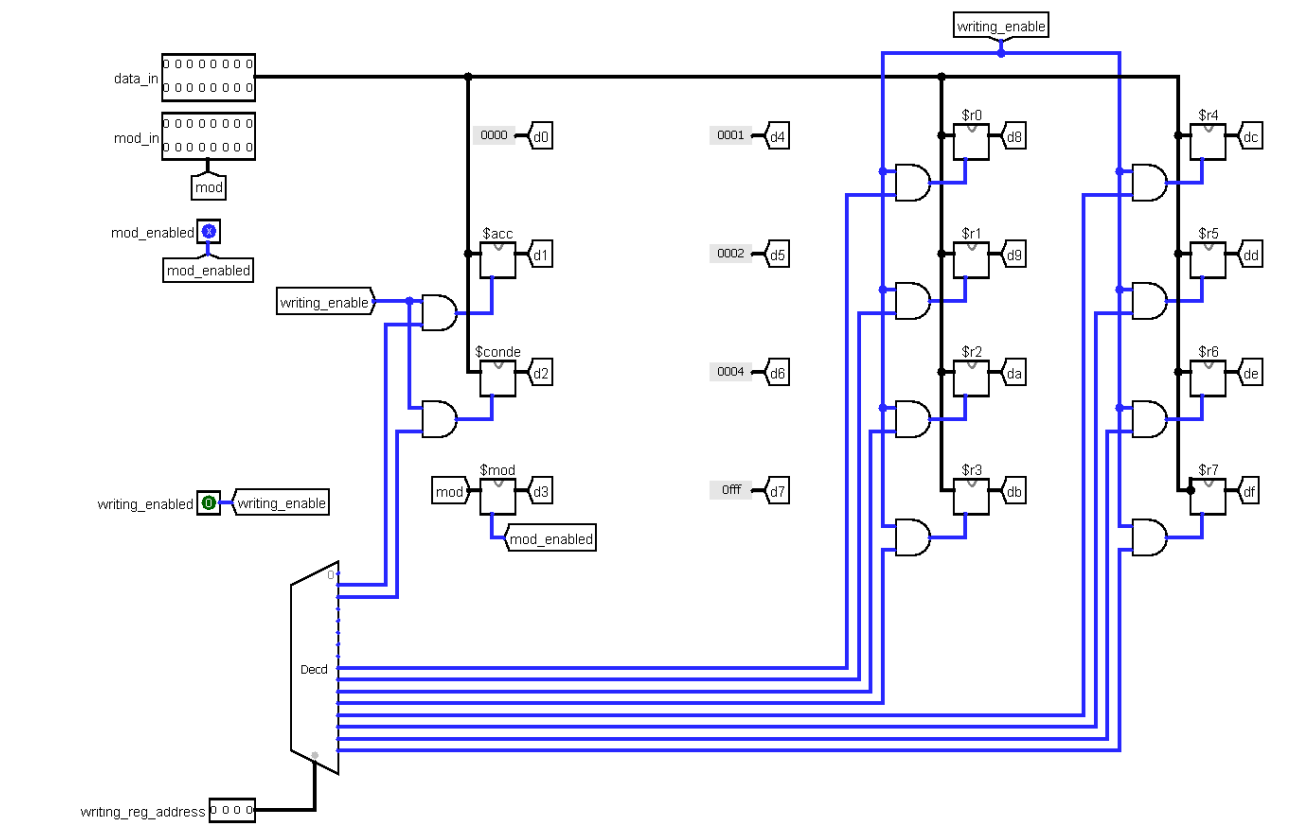 writing_enable
data_in
0 0 0 0 0 0 0 0
0 0 0 0 0 0 0 0
mod_in
0 0 0 0 0 0 0 0
0 0 0 0 0 0 0 0
mod
mod_enabled
x
mod_enabled
0000
d0
0001
d4
$r0
d8
$r4
dc
$acc
d1
0002
d5
$r1
d9
$r5
dd
writing_enable
$conde
d2
0004
d6
$r2
da
$r6
de
$mod
mod
d3
0fff
d7
$r3
db
$r7
df
writing_enabled
0
writing_enable
mod_enabled
0
Decd
writing_reg_address
0 0 0 0